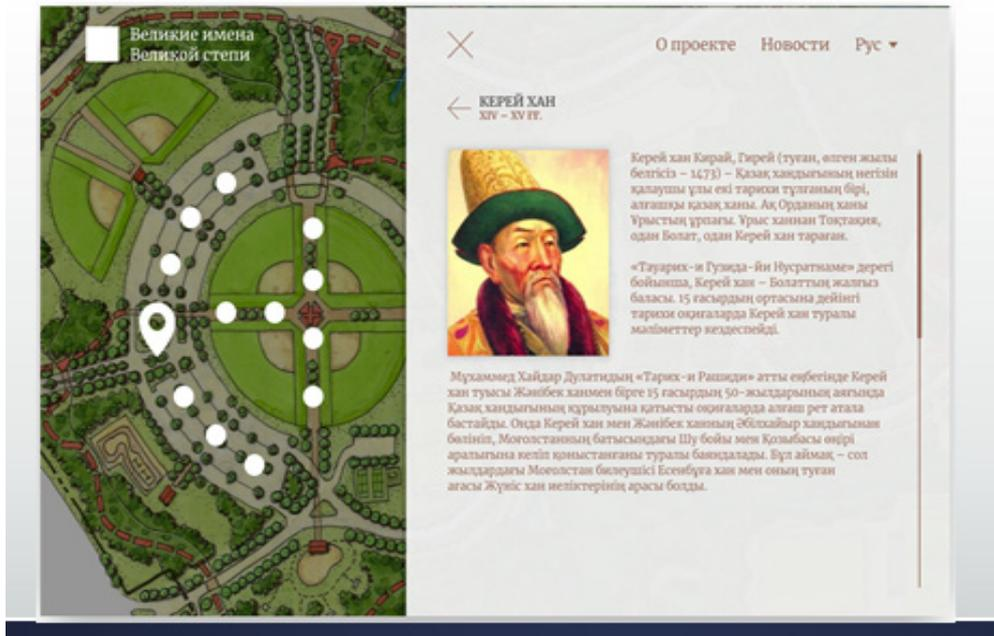 Великие имена
Великой степи
О проекте Новости Рус
КЕРЕЙ ХАН
XIV – XV ҒҒ.
Керей хан Кирай, Гирей (туған, өлген жылы
белгісіз – 1473) – Қазақ хандығының негізін
қалаушы ұлы екі тарихи тұлғаның бірі,
алғашқы қазақ ханы. Ақ Орданың ханы
Ұрыстың ұрпағы. Ұрыс ханнан Тоқтақия,
одан Болат, одан Керей хан тараған.
«Тауарих-и Гузида-йи Нусратнаме» дерегі
бойынша, Керей хан – Болаттың жалғыз
баласы. 15 ғасырдың ортасына дейінгі
тарихи оқиғаларда Керей хан туралы
мәліметтер кездеспейді.
Мұхаммед Хайдар Дулатидың «Тарих-и Рашиди» атты еңбегінде Керей
хан туысы Жәнібек ханмен бірге 15 ғасырдың 50-жылдарының аяғында
Қазақ хандығының құрылуына қатысты оқиғаларда алғаш рет атала
бастайды. Онда Керей хан мен Жәнібек ханның Әбілхайыр хандығынан
бөлініп, Моғолстанның батысындағы Шу бойы мен Қозыбасы өңірі
аралығына келіп қоныстанғаны туралы баяндалады. Бұл аймақ – сол
жылдардағы Моғолстан билеушісі Есенбұға хан мен оның туған
ағасы Жүніс хан иеліктерінің арасы болды.